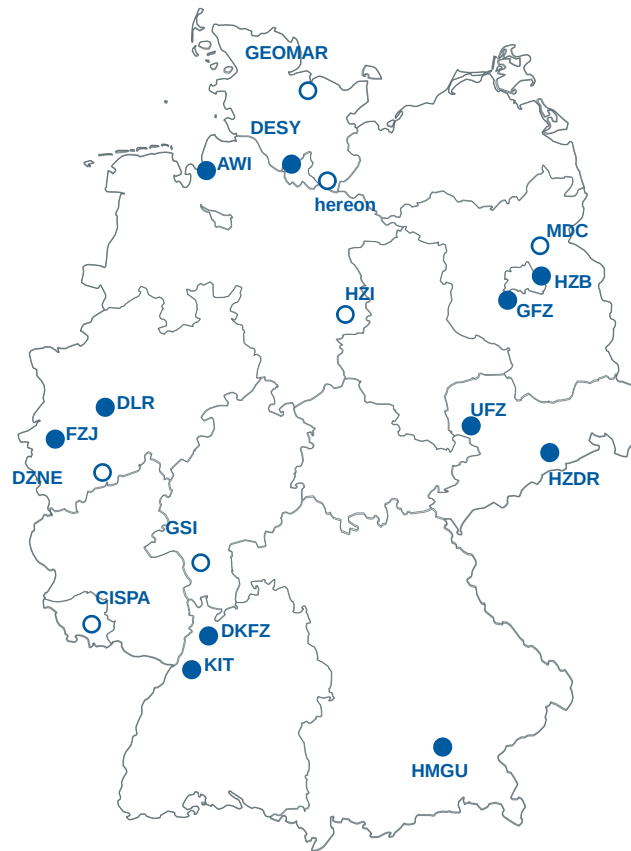 GEOMAR
DESY
AWI
hereon
MDC
HZB
HZI
GFZ
DLR
UFZ
FZJ
DZNE
HZDR
GSI
CISPA
DKFZ
KIT
HMGU